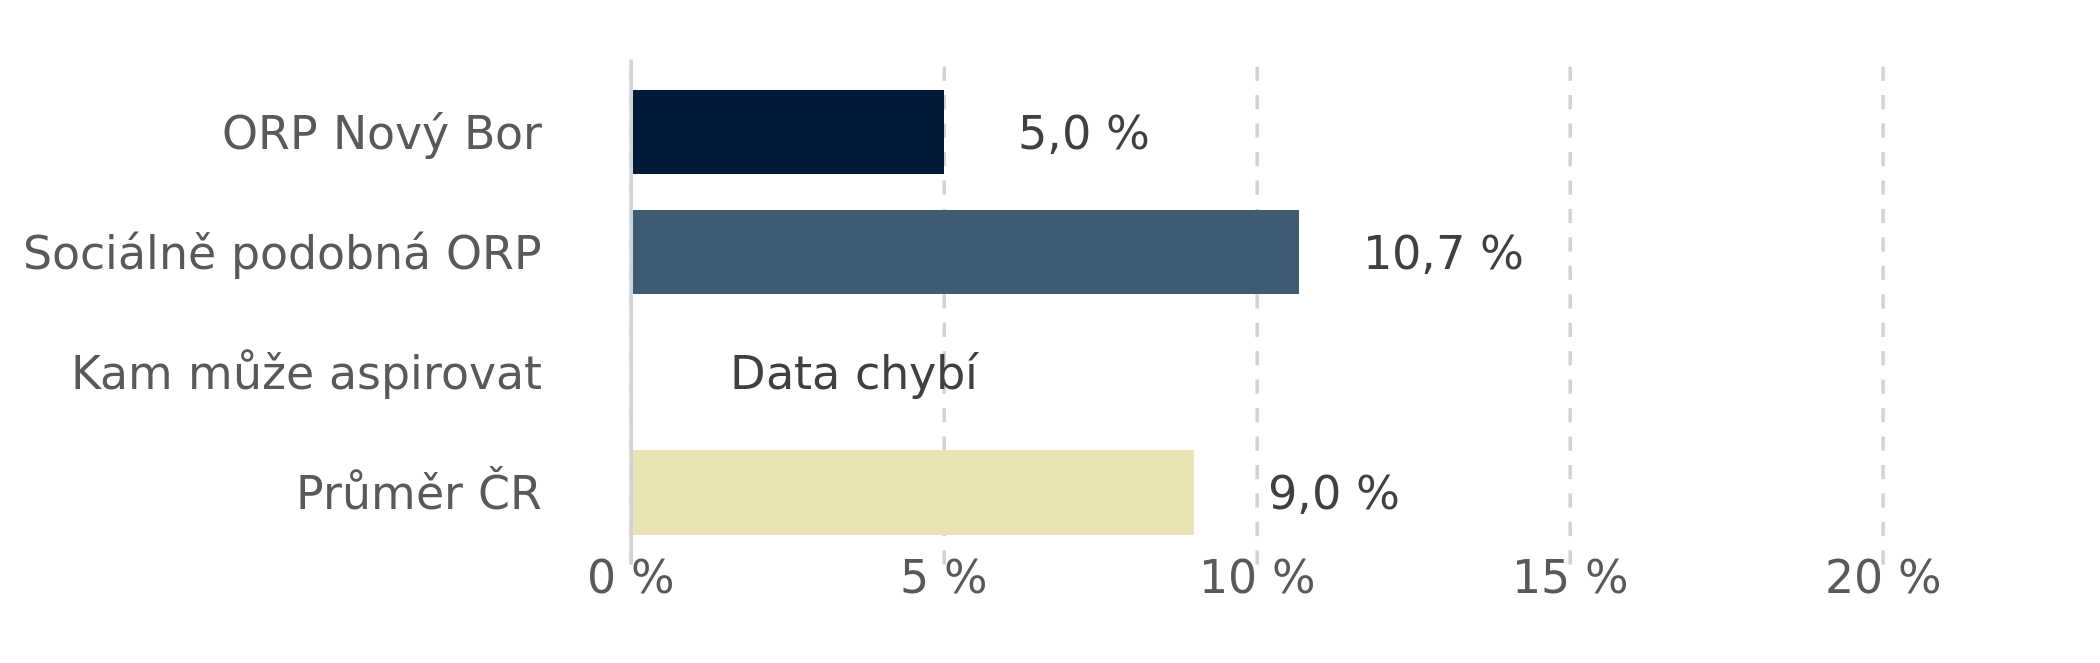 ORP Nový Bor 5,0 %
Sociálně podobná ORP 10,7 %
Kam může aspirovat Data chybí
Průměr ČR 9,0 %
0 % 5 % 10 % 15 % 20 %